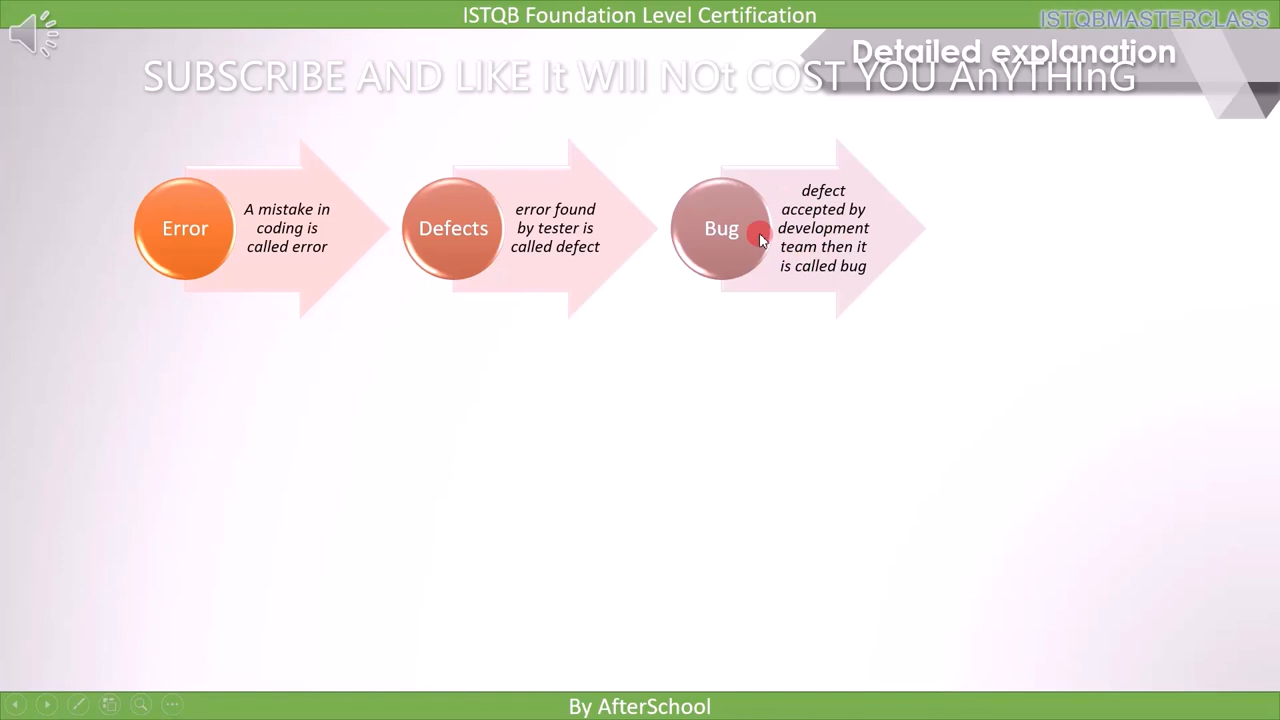 ISTQB Foundation Level Certification
ISTQBMASTERCLASS
Detailed explanation
SUBSCRIBE AND LIKE It WIll NOt COST YOU AnYTHInG
Error
A mistake in
coding is
called error
Defects
error found
by tester is
called defect
Bug
defect
accepted by
development
team then it
is called bug
By AfterSchool